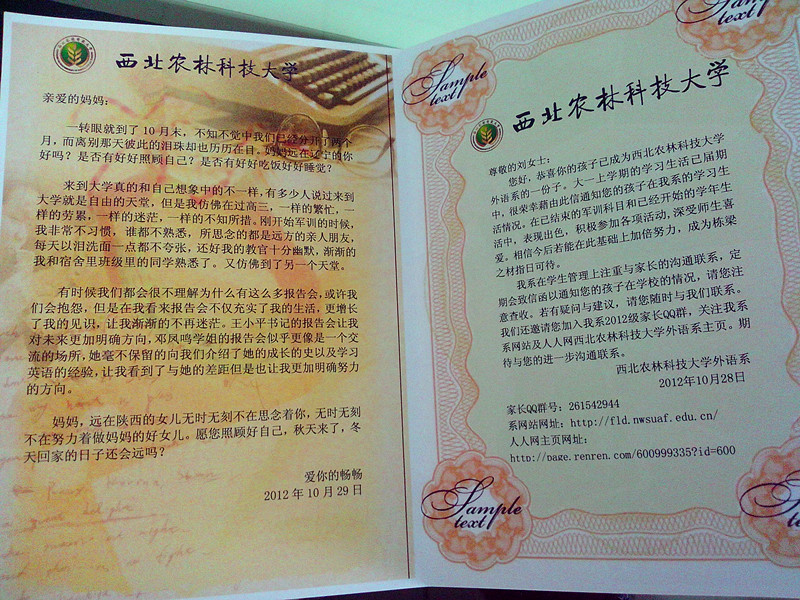 西北农林科技大学
亲爱的妈妈：
一转眼就到了10月末，不知不觉中我们已经分开了两个
月，而离别那天彼此的泪珠却也历历在目。妈妈远在辽宁的你
好吗？是否有好好照顾自己？是否有好好吃饭好好睡觉？
来到大学真的和自己想象中的不一样，有多少人说过来到
大学就是自由的天堂，但是我仿佛在过高三，一样的繁忙，一
样的劳累，一样的迷茫，一样的不知所措。刚开始军训的时候，
我非常不习惯，谁都不熟悉，所思念的都是远方的亲人朋友，
每天以泪洗面一点都不夸张，还好我的教官十分幽默，渐渐的
我和宿舍里班级里的同学熟悉了。又仿佛到了另一个天堂。
有时候我们都会很不理解为什么有这么多报告会，或许我
们会抱怨，但是在我看来报告会不仅充实了我的生活，更增长
了我的见识，让我渐渐的不再迷茫。王小平书记的报告会让我
对未来更加明确方向，邓凤鸣学姐的报告会似乎更像是一个交
流的场所，她毫不保留的向我们介绍了她的成长的史以及学习
英语的经验，让我看到了与她的差距但是也让我更加明确努力
的方向。
妈妈，远在陕西的女儿无时无刻不在思念着你，无时无刻
不在努力着做妈妈的好女儿。愿您照顾好自己，秋天来了，冬
天回家的日子还会远吗？
爱你的畅畅
2012年10月29日
Sample
text
Sample
text
西北农林科技大学
尊敬的刘女士：
您好，恭喜你的孩子已成为西北农林科技大学
外语系的一份子。大一上学期的学习生活已届期
中，很荣幸藉由此信通知您的孩子在我系的学习生
活情况。在已结束的军训科目和已经开始的学年生
活中，表现出色，积极参加各项活动，深受师生喜
爱。相信今后若能在此基础上加倍努力，成为栋梁
之材指日可待。
我系在学生管理上注重与家长的沟通联系，定
期会致信函以通知您的孩子在学校的情况，请您注
意查收。若有疑问与建议，请您随时与我们联系。
我们还邀请您加入我系2012级家长QQ群，关注我系
系网站及人人网西北农林科技大学外语系主页。期
待与您的进一步沟通联系。
西北农林科技大学外语系
2012年10月28日
家长QQ群号：261542944
系网站网址：http://fld.nwsuaf.edu.cn/
人人网主页网址：
http://page.renren.com/600999335?id=600
Sample
text